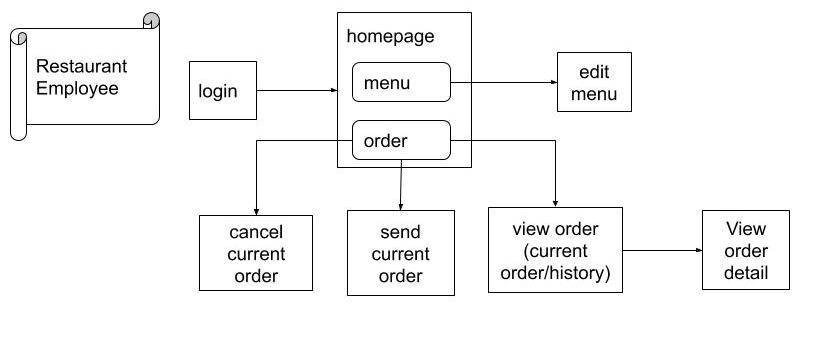 Restaurant
Employee
login
homepage
menu
order
edit
menu
cancel
current
order
send
current
order
view order
(current
order/history)
View
order
detail